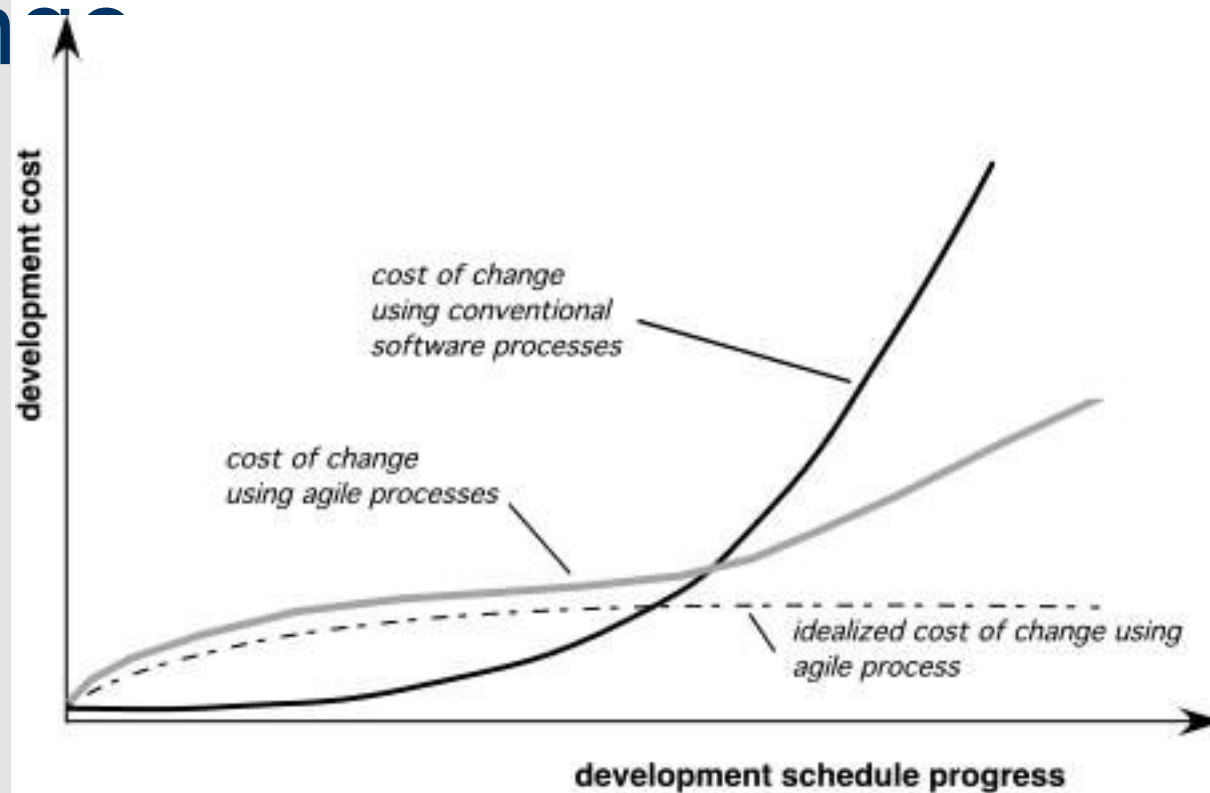 development cost
cost of change
using conventional
software processes
cost of change
using agile processes
idealized cost of change using
agile process
development schedule progress